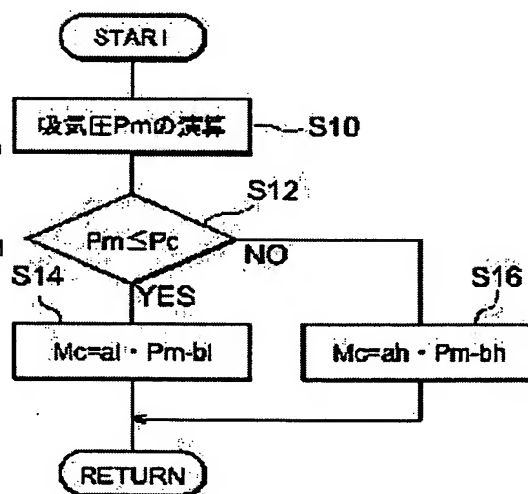 START
吸気圧Pmの演算
S10
S12
Pm≤Pc
NO
S14
YES
S16
Mc=al・Pm-bl
Mc=ah・Pm-bh
RETURN